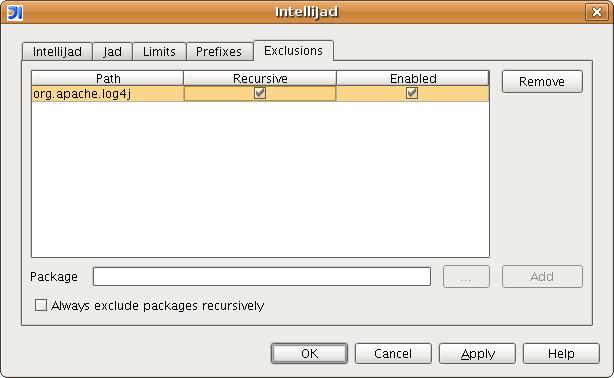 IntelliJad
IntelliJad Jad Limits Prefixes Exclusions
Path Recursive Enabled
org.apache.log4j
Remove
Package ... Add
Always exclude packages recursively
OK Cancel Apply Help